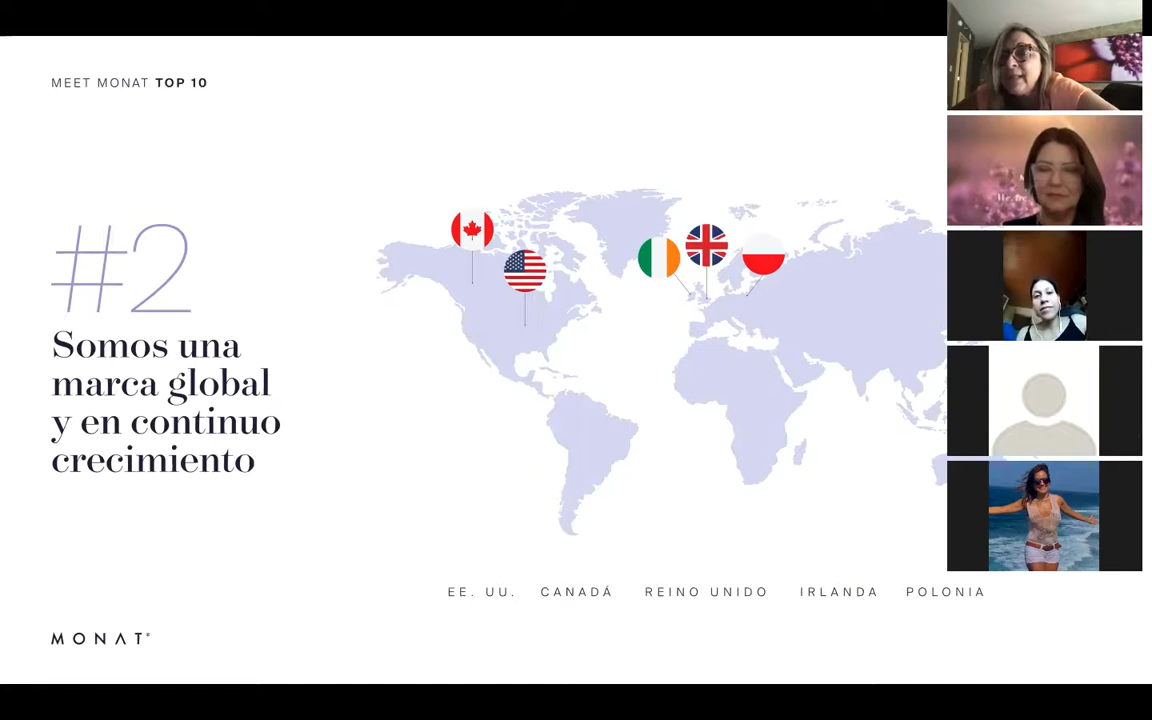 MEET MONAT TOP 10
#2
Somos una
marca global
y en continuo
crecimiento
EE. UU. CANADÁ REINO UNIDO IRLANDA POLONIA
MONAT®